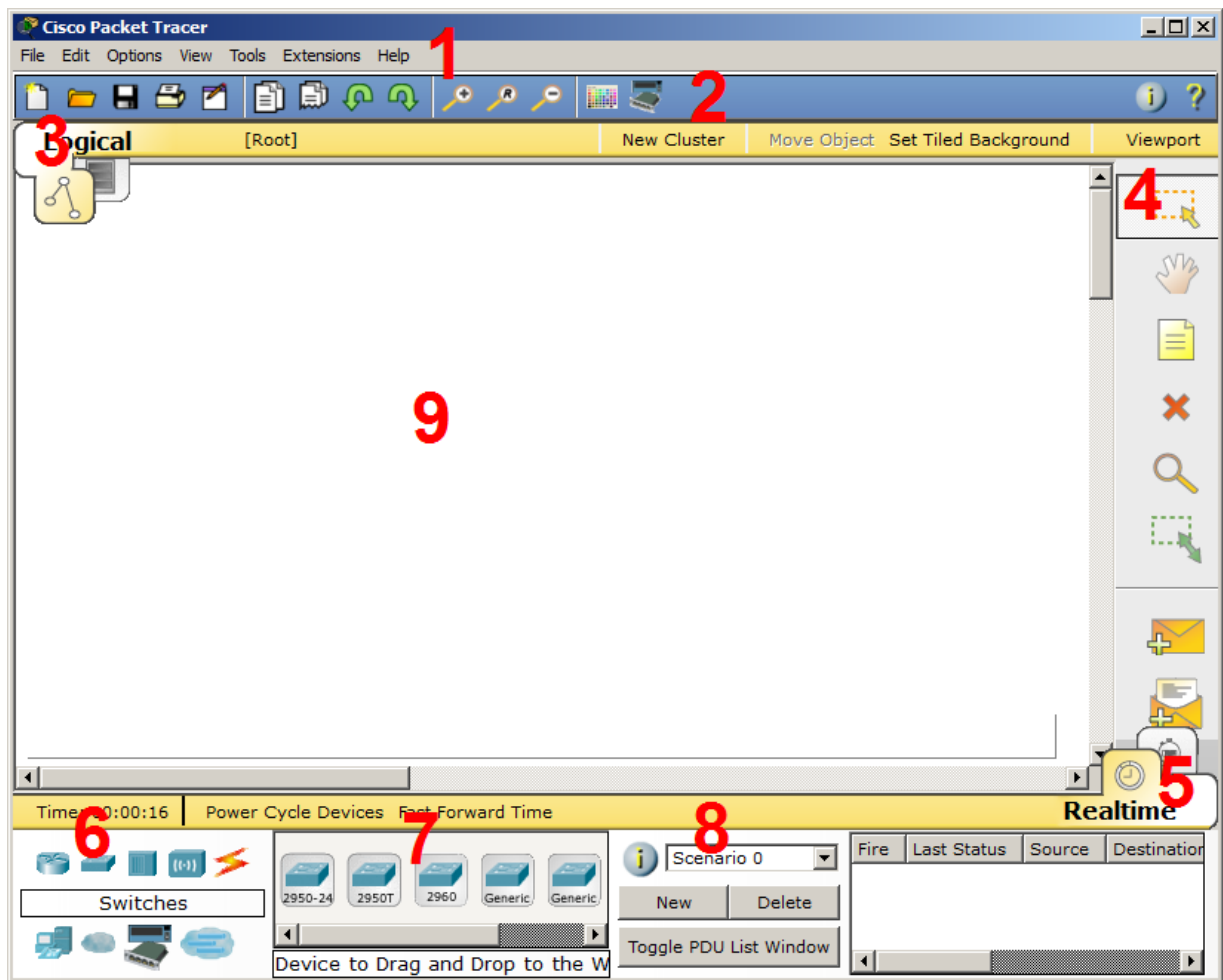 Cisco Packet Tracer
File Edit Options View Tools Extensions Help
1
R
2
3
Logical [Root] New Cluster Move Object Set Tiled Background Viewport
4
9
5
Time: 00:00:16 Power Cycle Devices Fast Forward Time Realtime
6
7
8
Scenario 0
Fire Last Status Source Destination
2950-24 2950T 2960 Generic Generic
Switches
New Delete
Toggle PDU List Window
Device to Drag and Drop to the W